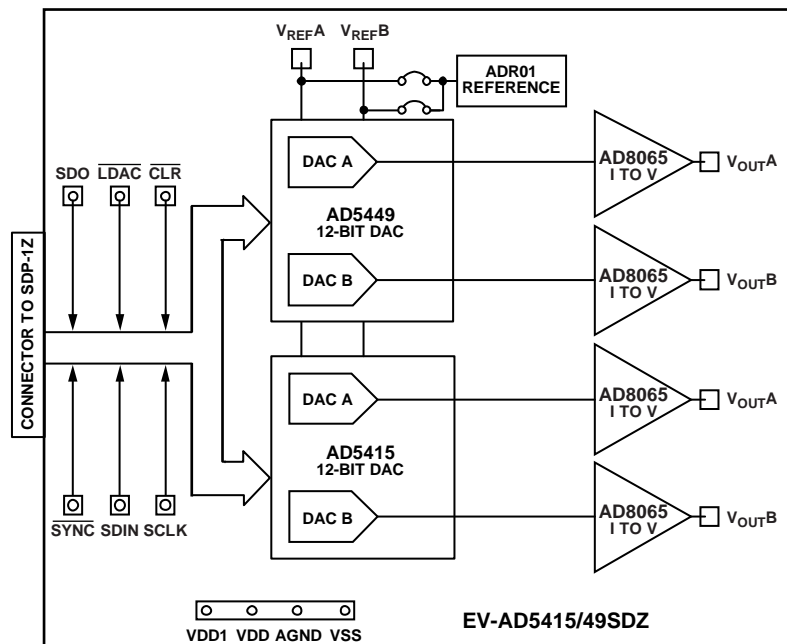 VREFA VREFB
ADR01
REFERENCE
SDO LDAC CLR
DAC A
AD8065
I TO V
VOUTA
AD5449
12-BIT DAC
DAC B
AD8065
I TO V
VOUTB
CONNECTOR TO SDP-1Z
DAC A
AD8065
I TO V
VOUTA
AD5415
12-BIT DAC
DAC B
AD8065
I TO V
VOUTB
SYNC SDIN SCLK
VDD1 VDD AGND VSS
EV-AD5415/49SDZ